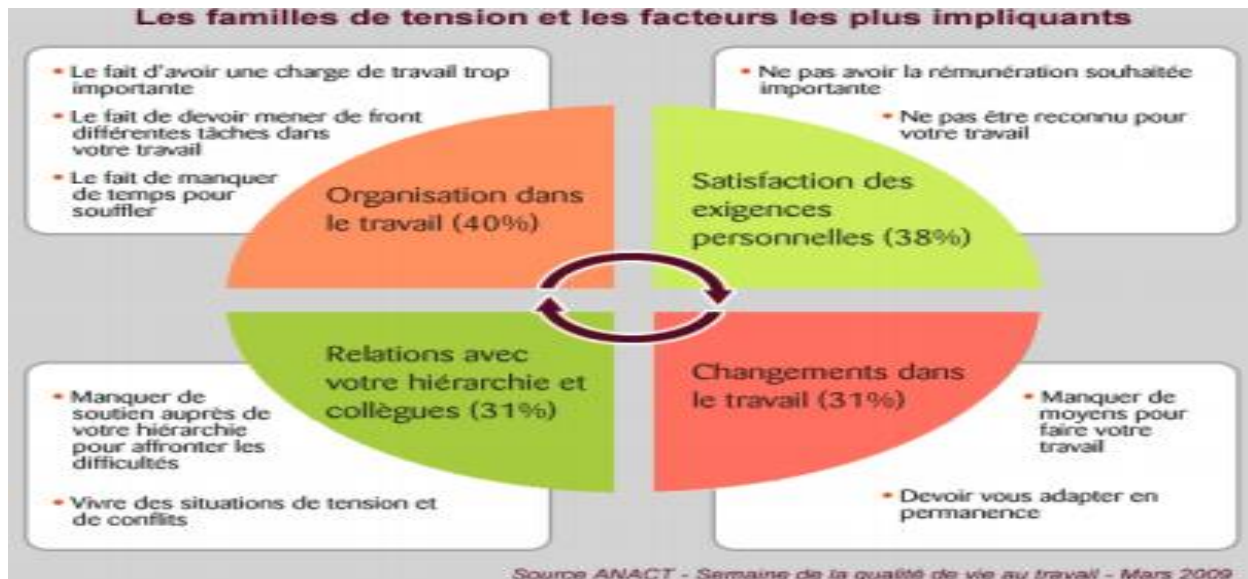 Les familles de tension et les facteurs les plus impliquants
• Le fait d'avoir une charge de travail trop
importante
• Le fait de devoir mener de front
différentes tâches dans
votre travail
• Le fait de manquer
de temps pour
souffler
Organisation dans
le travail (40%)
• Ne pas avoir la rémunération souhaitée
importante
• Ne pas être reconnu pour
votre travail
Satisfaction des
exigences
personnelles (38%)
Relations avec
votre hiérarchie et
collègues (31%)
• Manquer de
soutien auprès de
votre hiérarchie
pour affronter les
difficultés
• Vivre des situations de tension et
de conflits
Changements dans
le travail (31%)
• Manquer de
moyens pour
faire votre
travail
• Devoir vous adapter en
permanence
Source ANACT - Semaine de la qualité de vie au travail - Mars 2009